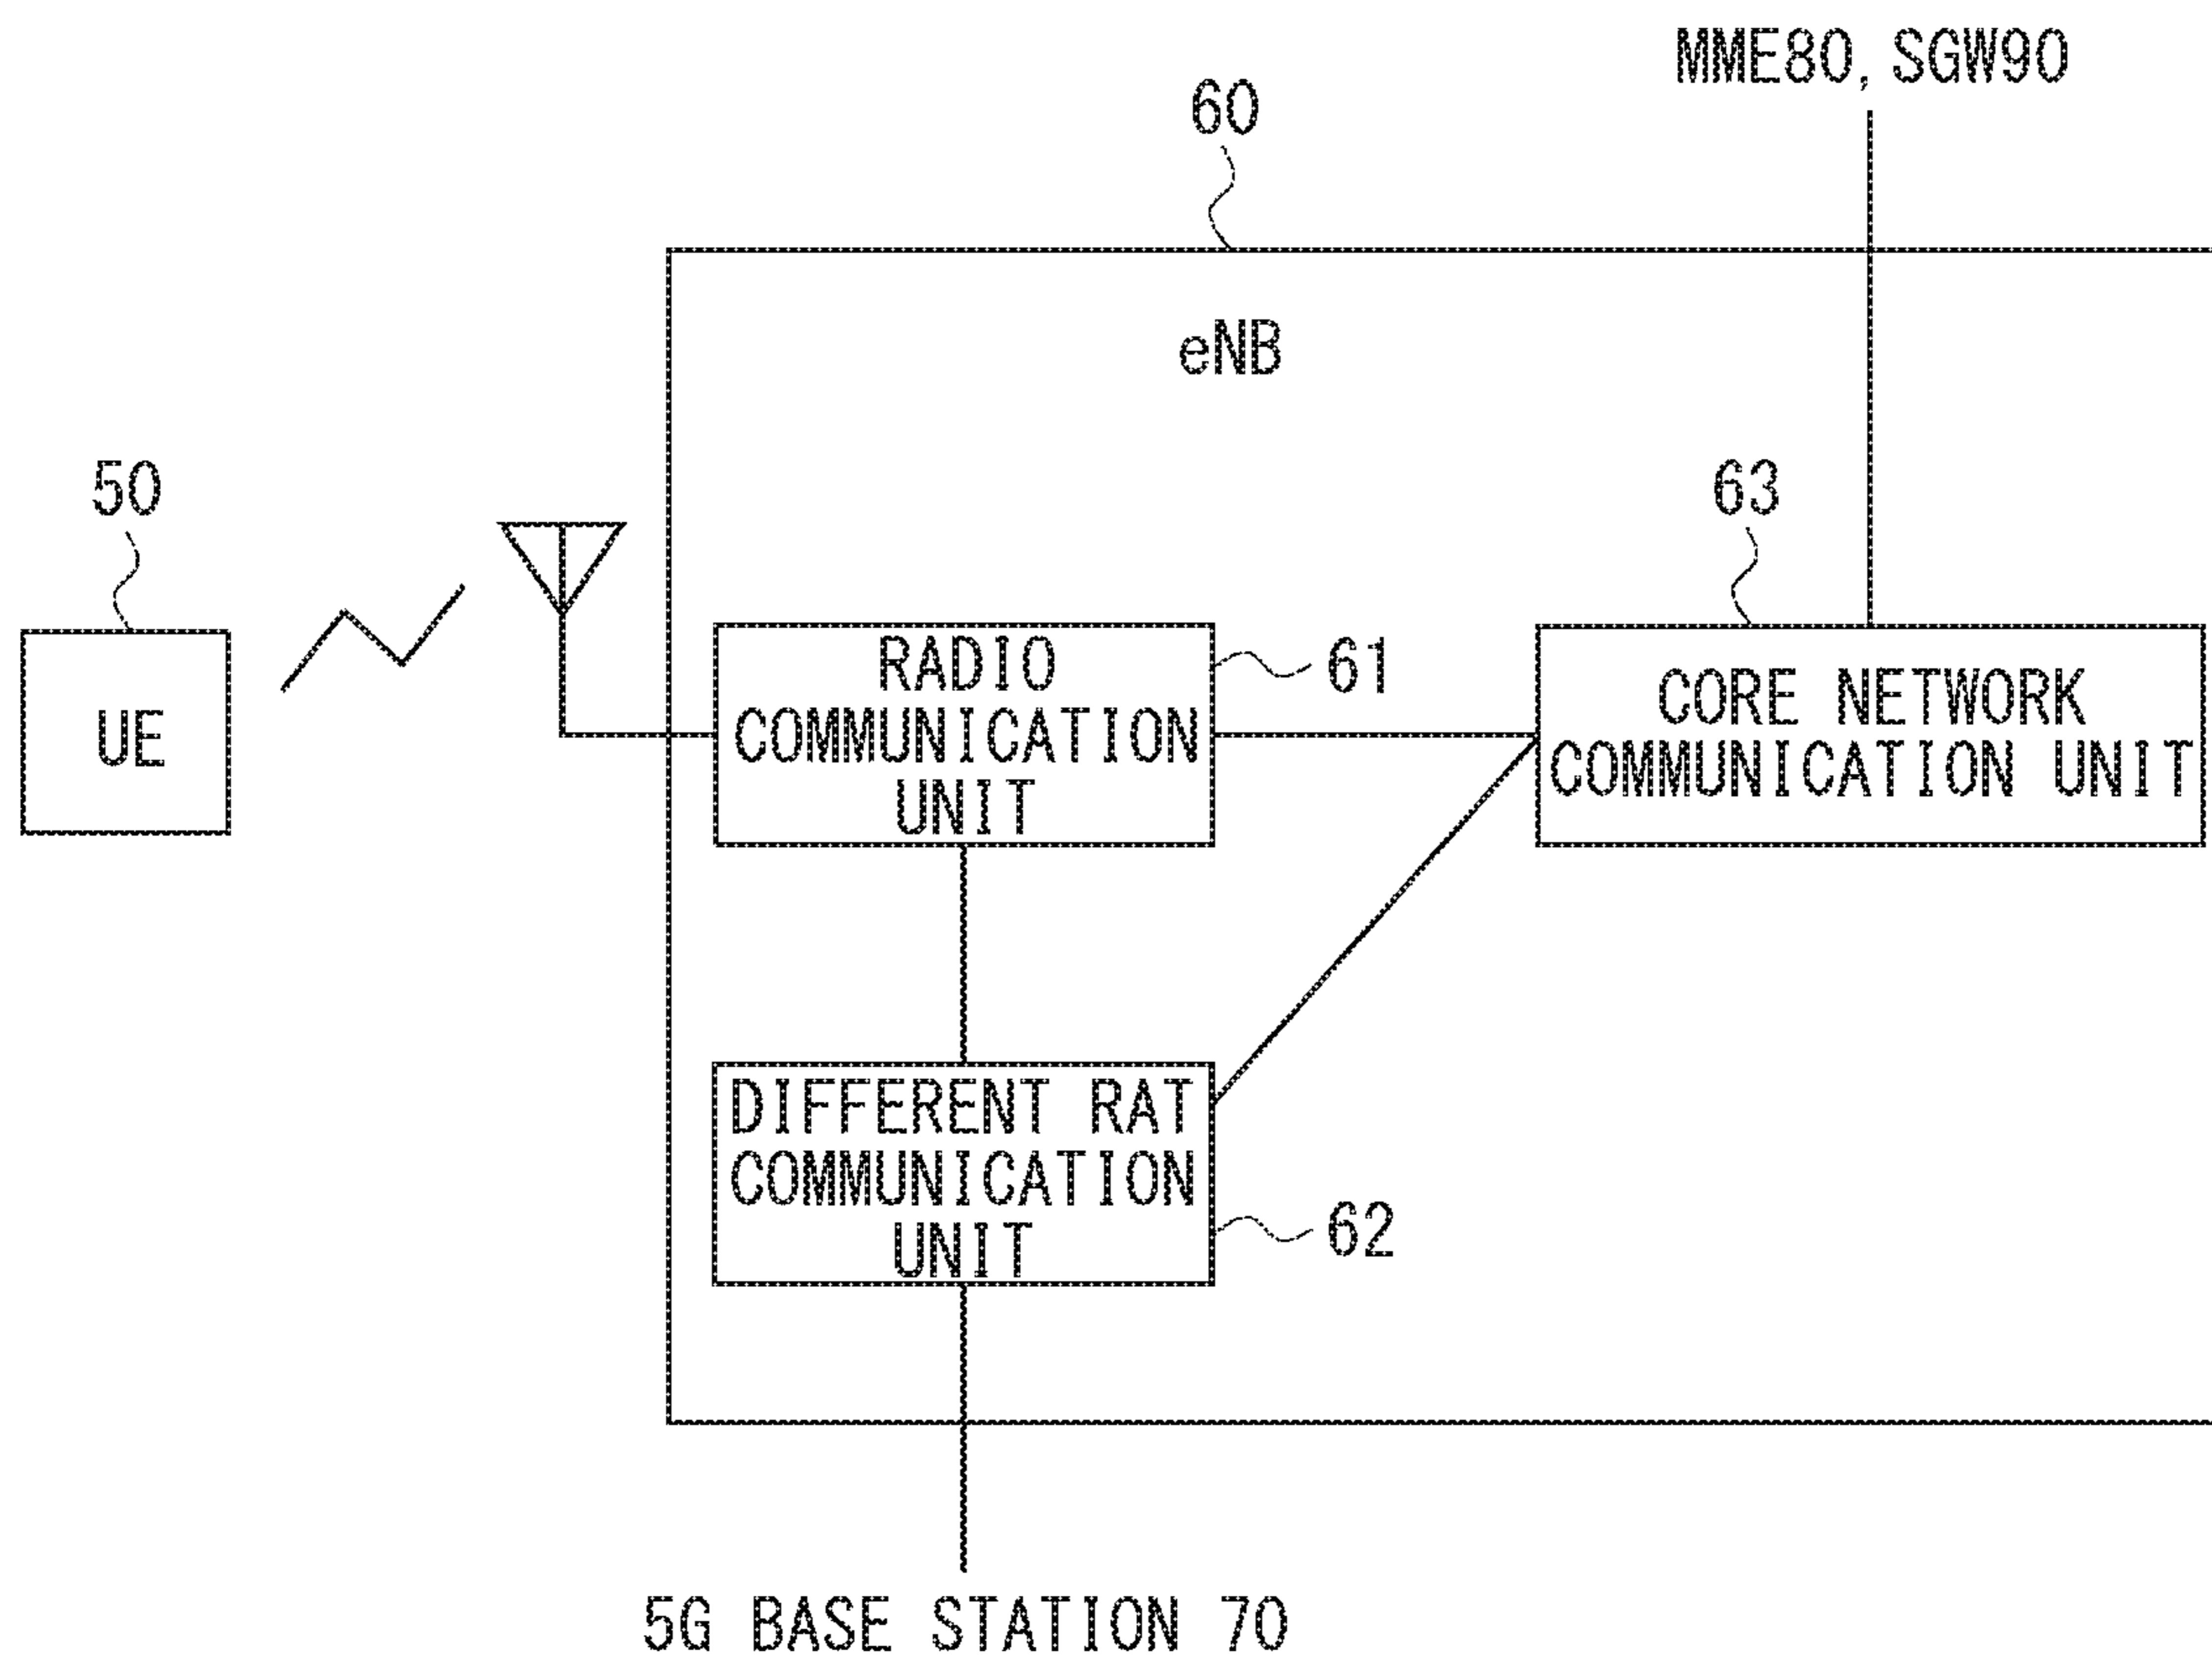 MME80, SGW90
60
eNB
50
63
UE
RADIO
COMMUNICATION
UNIT
61
CORE NETWORK
COMMUNICATION UNIT
DIFFERENT RAT
COMMUNICATION
UNIT
62
5G BASE STATION 70